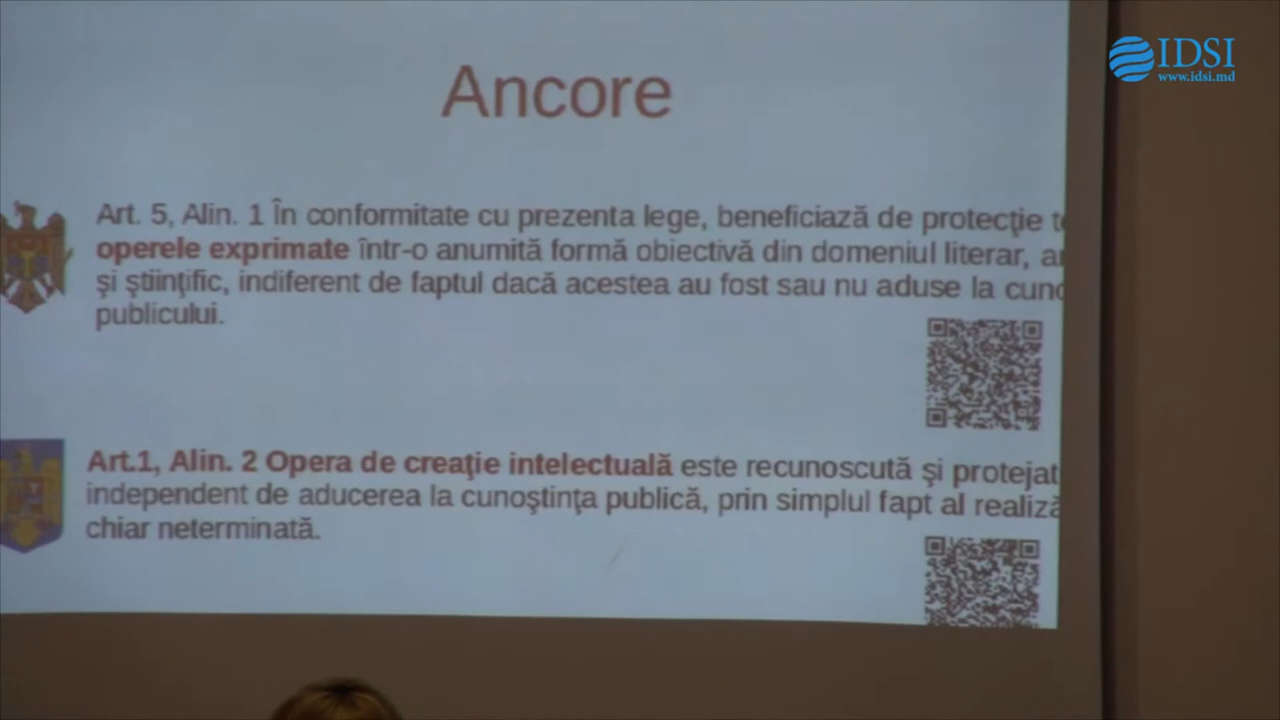 IDSI
www.idsi.md
Ancore
Art. 5, Alin. 1 În conformitate cu prezenta lege, beneficiază de protecţie
operele exprimate într-o anumită formă obiectivă din domeniul literar,
şi ştiinţific, indiferent de faptul dacă acestea au fost sau nu aduse la
publicului.
Art.1, Alin. 2 Opera de creaţie intelectuală este recunoscută şi
independent de aducerea la cunoştinţa publică, prin simplul fapt al
chiar neterminată.